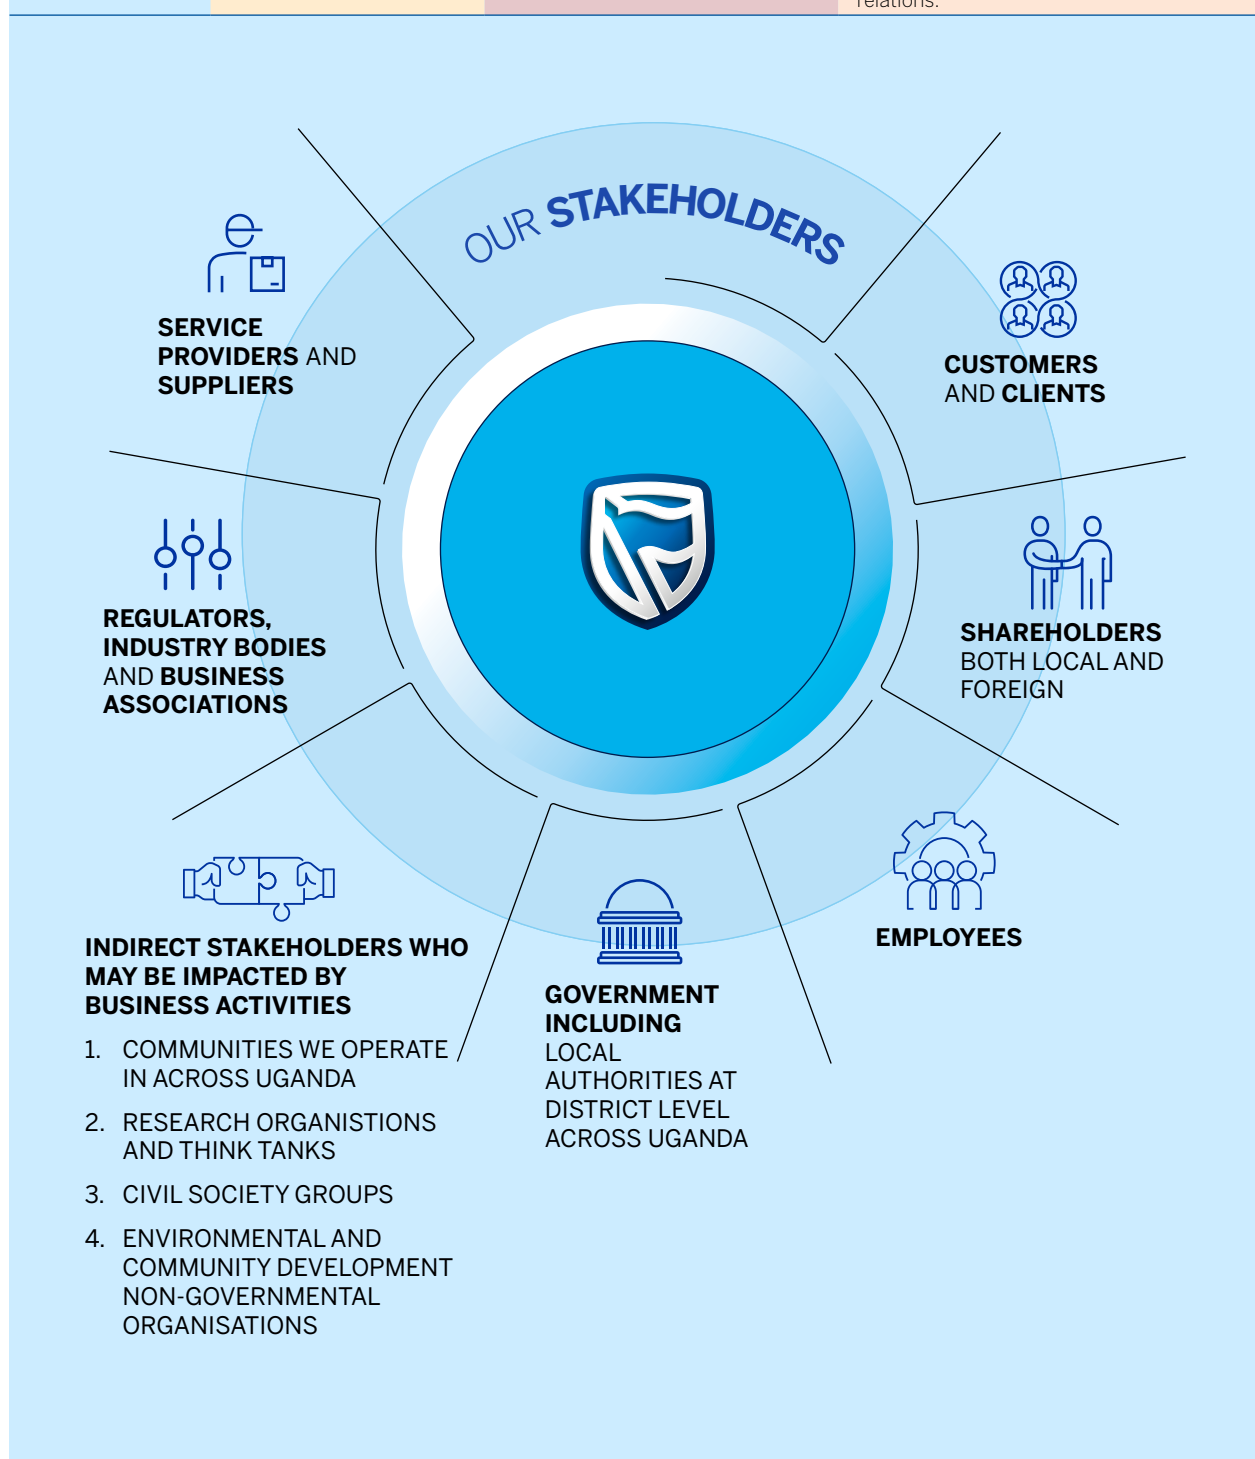 relations.
OUR STAKEHOLDERS
SERVICE
PROVIDERS AND
SUPPLIERS
CUSTOMERS
AND CLIENTS
REGULATORS,
INDUSTRY BODIES
AND BUSINESS
ASSOCIATIONS
SHAREHOLDERS
BOTH LOCAL AND
FOREIGN
INDIRECT STAKEHOLDERS WHO
MAY BE IMPACTED BY
BUSINESS ACTIVITIES
1. COMMUNITIES WE OPERATE
IN ACROSS UGANDA
2. RESEARCH ORGANISTIONS
AND THINK TANKS
3. CIVIL SOCIETY GROUPS
4. ENVIRONMENTAL AND
COMMUNITY DEVELOPMENT
NON-GOVERNMENTAL
ORGANISATIONS
GOVERNMENT
INCLUDING
LOCAL
AUTHORITIES AT
DISTRICT LEVEL
ACROSS UGANDA
EMPLOYEES